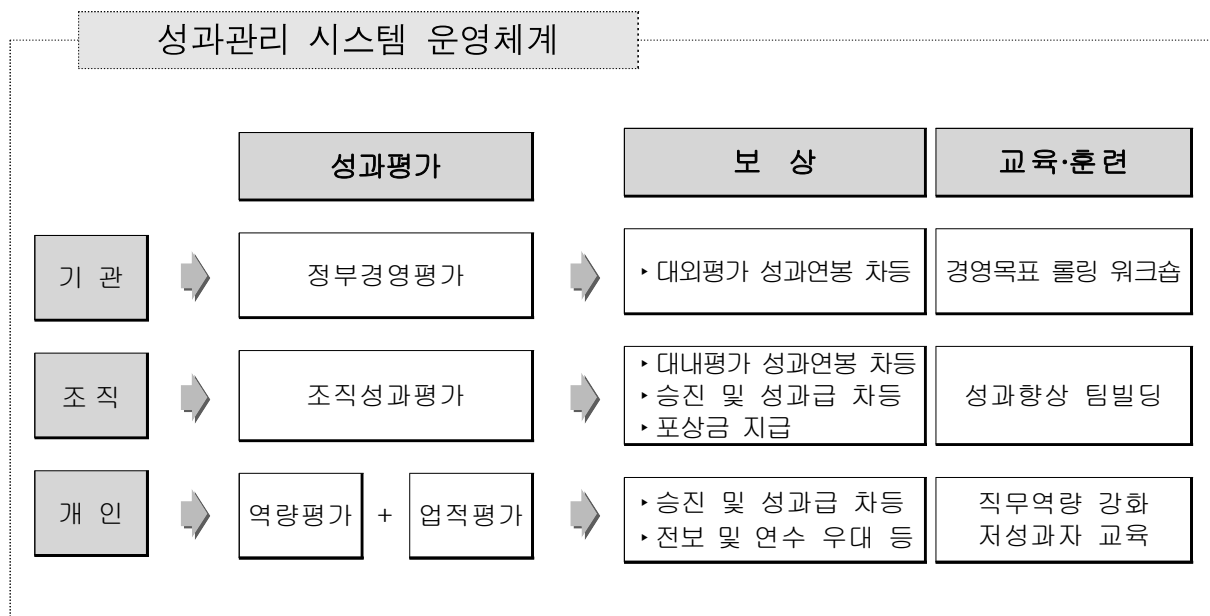 성과관리 시스템 운영체계
성과평가
보 상
교육·훈련
기 관
정부경영평가
‣대외평가 성과연봉 차등
경영목표 롤링 워크숍
조 직
조직성과평가
‣대내평가 성과연봉 차등
‣승진 및 성과급 차등
‣포상금 지급
성과향상 팀빌딩
개 인
역량평가 + 업적평가
‣승진 및 성과급 차등
‣전보 및 연수 우대 등
직무역량 강화
저성과자 교육